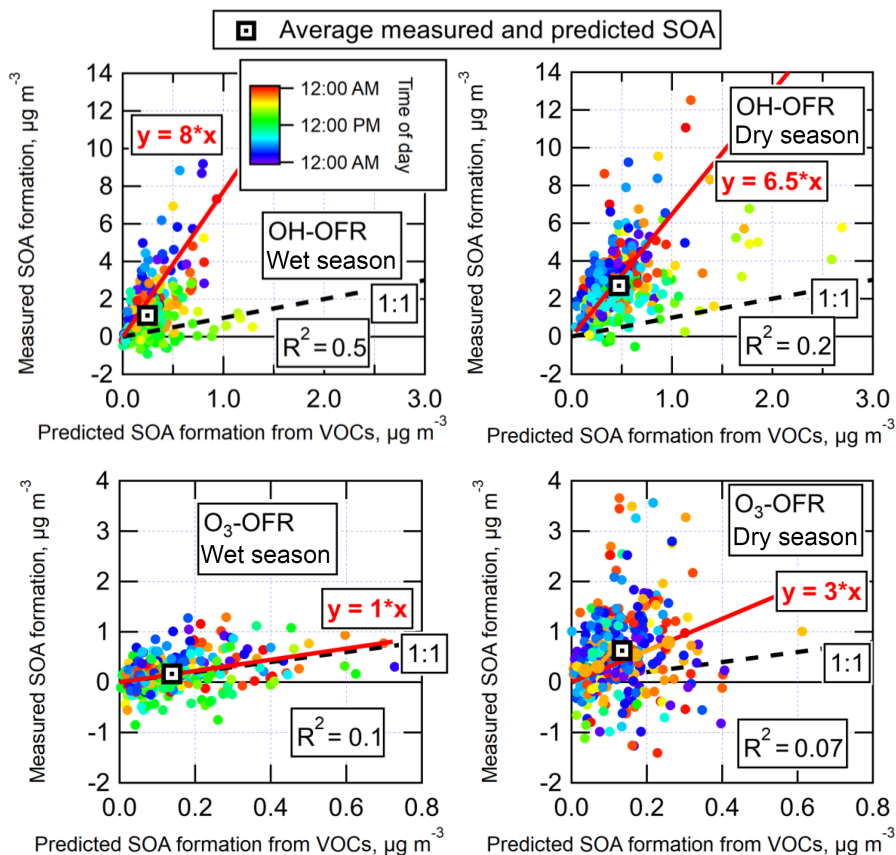 Average measured and predicted SOA
Measured SOA formation, µg m⁻³
14
12
10
8
6
4
2
0
-2
y = 8*x
12:00 AM
12:00 PM
12:00 AM
Time of day
OH-OFR
Wet season
1:1
R² = 0.5
0.0
1.0
2.0
3.0
Predicted SOA formation from VOCs, µg m⁻³
Measured SOA formation, µg m⁻³
14
12
10
8
6
4
2
0
-2
OH-OFR
Dry season
y = 6.5*x
1:1
R² = 0.2
0.0
1.0
2.0
3.0
Predicted SOA formation from VOCs, µg m⁻³
Measured SOA formation, µg m⁻³
4
3
2
1
0
-1
-2
O₃-OFR
Wet season
y = 1*x
1:1
R² = 0.1
0.0
0.2
0.4
0.6
0.8
Predicted SOA formation from VOCs, µg m⁻³
Measured SOA formation, µg m⁻³
4
3
2
1
0
-1
-2
O₃-OFR
Dry season
y = 3*x
1:1
R² = 0.07
0.0
0.2
0.4
0.6
0.8
Predicted SOA formation from VOCs, µg m⁻³